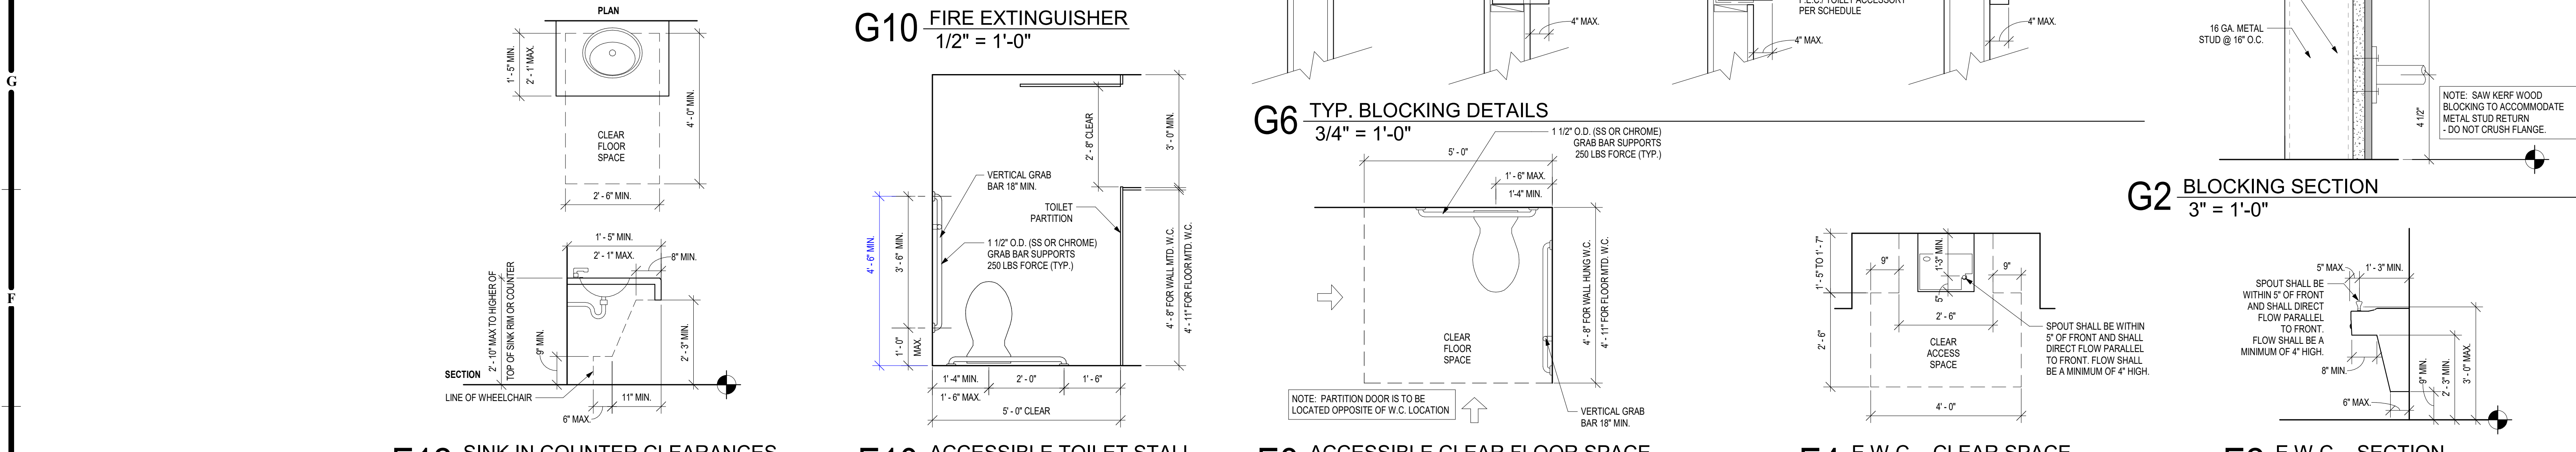 G
F
PLAN
1' - 5" MIN.
2' - 1" MAX.
4' - 0" MIN.
CLEAR
FLOOR
SPACE
2' - 6" MIN.
1' - 5" MIN.
2' - 1" MAX.
8" MIN.
2' - 10" MAX TO HIGHER OF
TOP OF SINK RIM OR COUNTER
9" MIN.
2' - 3" MIN.
SECTION
LINE OF WHEELCHAIR
11" MIN.
6" MAX.
SINK IN COUNTER CLEARANCES
G10 FIRE EXTINGUISHER
1/2" = 1'-0"
2' - 8" CLEAR
3' - 0" MIN.
VERTICAL GRAB
BAR 18" MIN.
TOILET
PARTITION
1 1/2" O.D. (SS OR CHROME)
GRAB BAR SUPPORTS
250 LBS FORCE (TYP.)
4' - 6" MIN.
3' - 6" MIN.
1' - 0"
MAX.
4' - 8" FOR WALL MTD. W.C.
4' - 11" FOR FLOOR MTD. W.C.
1' -4" MIN.
2' - 0"
1' - 6"
1' - 6" MAX.
5' - 0" CLEAR
ACCESSIBLE TOILET STALL
4" MAX.
PER SCHEDULE
4" MAX.
4" MAX.
G6 TYP. BLOCKING DETAILS
3/4" = 1'-0"
1 1/2" O.D. (SS OR CHROME)
GRAB BAR SUPPORTS
250 LBS FORCE (TYP.)
5' - 0"
1' - 6" MAX.
1'-4" MIN.
CLEAR
FLOOR
SPACE
4' - 8" FOR WALL HUNG W.C.
4' - 11" FOR FLOOR MTD. W.C.
NOTE: PARTITION DOOR IS TO BE
LOCATED OPPOSITE OF W.C. LOCATION
VERTICAL GRAB
BAR 18" MIN.
ACCESSIBLE CLEAR FLOOR SPACE
16 GA. METAL
STUD @ 16" O.C.
4 1/2"
NOTE: SAW KERF WOOD
BLOCKING TO ACCOMMODATE
METAL STUD RETURN
- DO NOT CRUSH FLANGE.
G2 BLOCKING SECTION
3" = 1'-0"
1' - 5" TO 1' - 7"
2' - 6"
9"
1'-3" MIN.
5"
9"
2' - 6"
CLEAR
ACCESS
SPACE
4' - 0"
SPOUT SHALL BE WITHIN
5" OF FRONT AND SHALL
DIRECT FLOW PARALLEL
TO FRONT. FLOW SHALL
BE A MINIMUM OF 4" HIGH.
E.W.C. - CLEAR SPACE
5" MAX.
1' - 3" MIN.
SPOUT SHALL BE
WITHIN 5" OF FRONT
AND SHALL DIRECT
FLOW PARALLEL
TO FRONT.
FLOW SHALL BE A
MINIMUM OF 4" HIGH.
8" MIN.
6" MAX.
9" MIN.
2' - 3" MIN.
3' - 0" MAX.
E.W.C. - SECTION